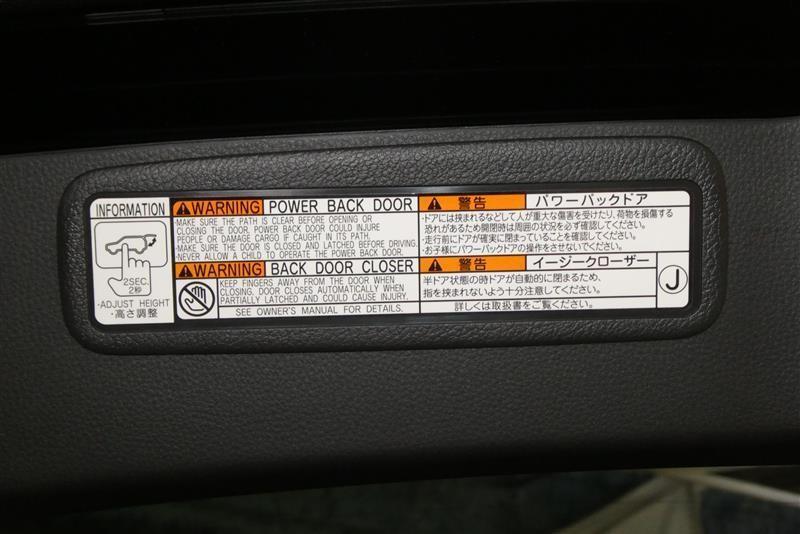 INFORMATION
2SEC.
2秒
・ADJUST HEIGHT
・高さ調整
WARNING POWER BACK DOOR
・MAKE SURE THE PATH IS CLEAR BEFORE OPENING OR
CLOSING THE DOOR. POWER BACK DOOR COULD INJURE
PEOPLE OR DAMAGE CARGO IF CAUGHT IN ITS PATH.
・MAKE SURE THE DOOR IS CLOSED AND LATCHED BEFORE DRIVING.
・NEVER ALLOW A CHILD TO OPERATE THE POWER BACK DOOR.
WARNING BACK DOOR CLOSER
KEEP FINGERS AWAY FROM THE DOOR WHEN
CLOSING. DOOR CLOSES AUTOMATICALLY WHEN
PARTIALLY LATCHED AND COULD CAUSE INJURY.
SEE OWNER'S MANUAL FOR DETAILS.
警告 パワーバックドア
・ドアには挟まれるなどして人が重大な傷害を受けたり、荷物を損傷する
恐れがあるため開閉時は周囲の状況を必ず確認してください。
・走行前にドアが確実に閉まっていることを確認してください。
・お子様にパワーバックドアの操作をさせないでください。
警告 イージークローザー
半ドア状態の時ドアが自動的に閉まるため、
指を挟まれないよう十分注意してください。
詳しくは取扱書をご覧ください。
J